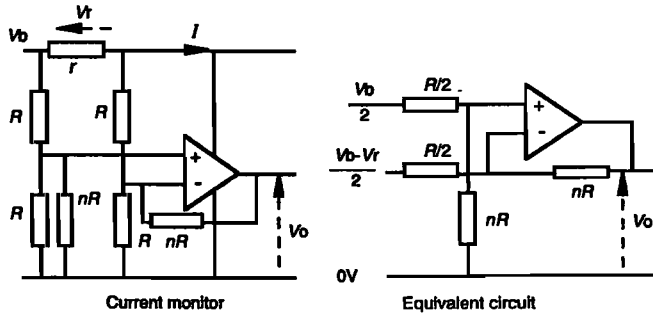 Vr
Vb
r
I
R
R
+
-
R
nR
R
nR
Vo
Current monitor
Vb
2
R/2
+
-
Vb-Vr
2
R/2
nR
nR
Vo
0V
Equivalent circuit